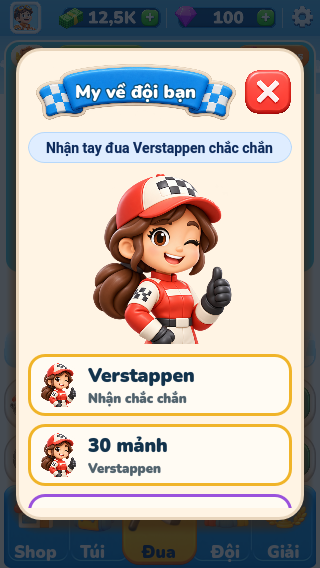 12,5K
100
My về đội bạn
Nhận tay đua Verstappen chắc chắn
Verstappen
Nhận chắc chắn
30 mảnh
Verstappen
Shop Túi Đua Đội Giải